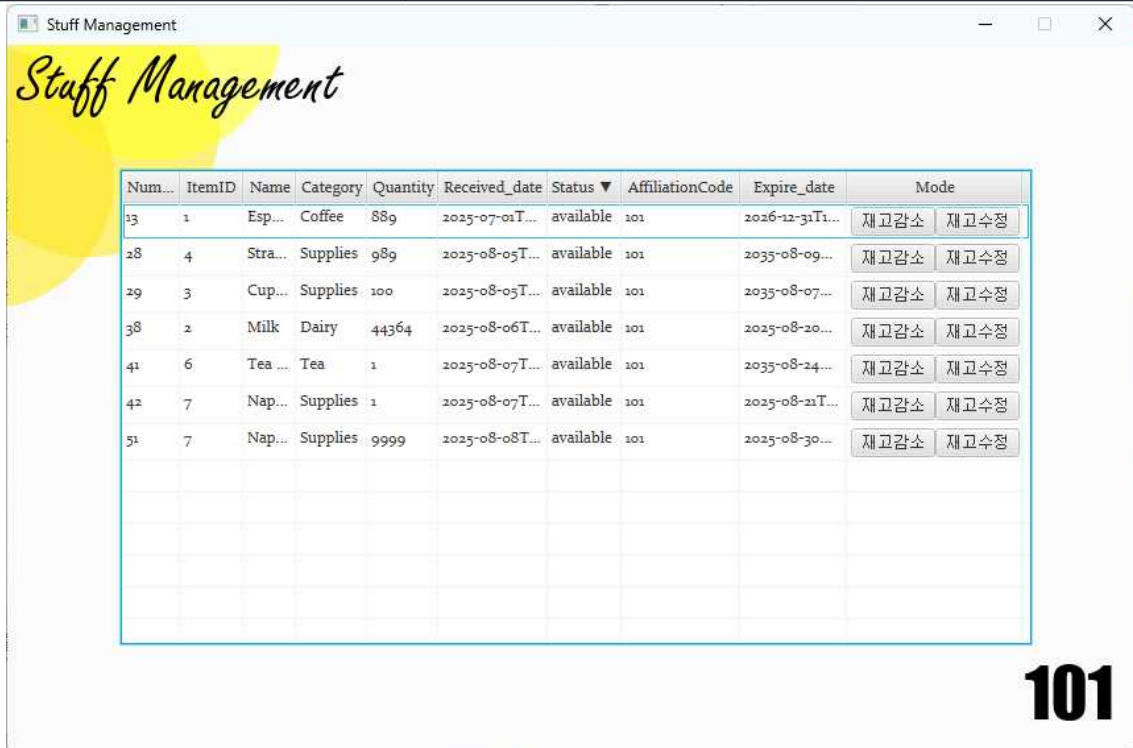 Stuff Management
Stuff Management
Num... ItemID Name Category Quantity Received_date Status ▼ AffiliationCode Expire_date Mode
13 1 Esp... Coffee 889 2025-07-01T... available 101 2026-12-31T1... 재고감소 재고수정
28 4 Stra... Supplies 989 2025-08-05T... available 101 2035-08-09... 재고감소 재고수정
29 3 Cup... Supplies 100 2025-08-05T... available 101 2035-08-07... 재고감소 재고수정
38 2 Milk Dairy 44364 2025-08-06T... available 101 2025-08-20... 재고감소 재고수정
41 6 Tea ... Tea 1 2025-08-07T... available 101 2035-08-24... 재고감소 재고수정
42 7 Nap... Supplies 1 2025-08-07T... available 101 2025-08-21T... 재고감소 재고수정
51 7 Nap... Supplies 9999 2025-08-08T... available 101 2025-08-30... 재고감소 재고수정
101